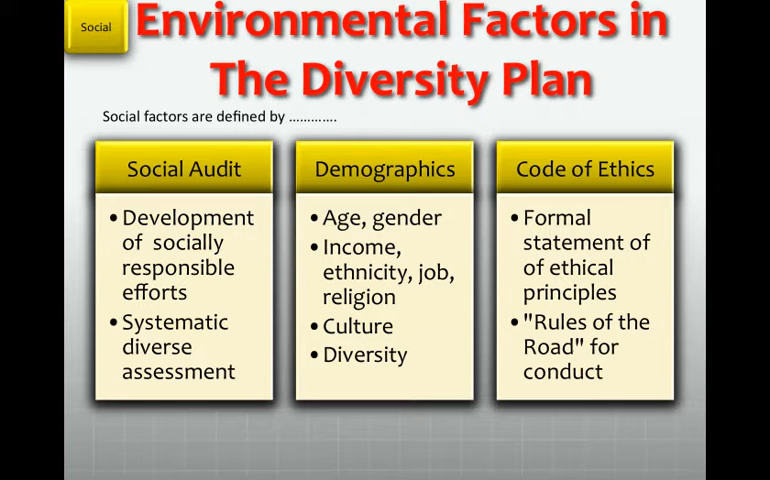 Social
Environmental Factors in
The Diversity Plan
Social factors are defined by .............
Social Audit
•Development
of socially
responsible
efforts
•Systematic
diverse
assessment
Demographics
•Age, gender
•Income,
ethnicity, job,
religion
•Culture
•Diversity
Code of Ethics
•Formal
statement of
of ethical
principles
•"Rules of the
Road" for
conduct